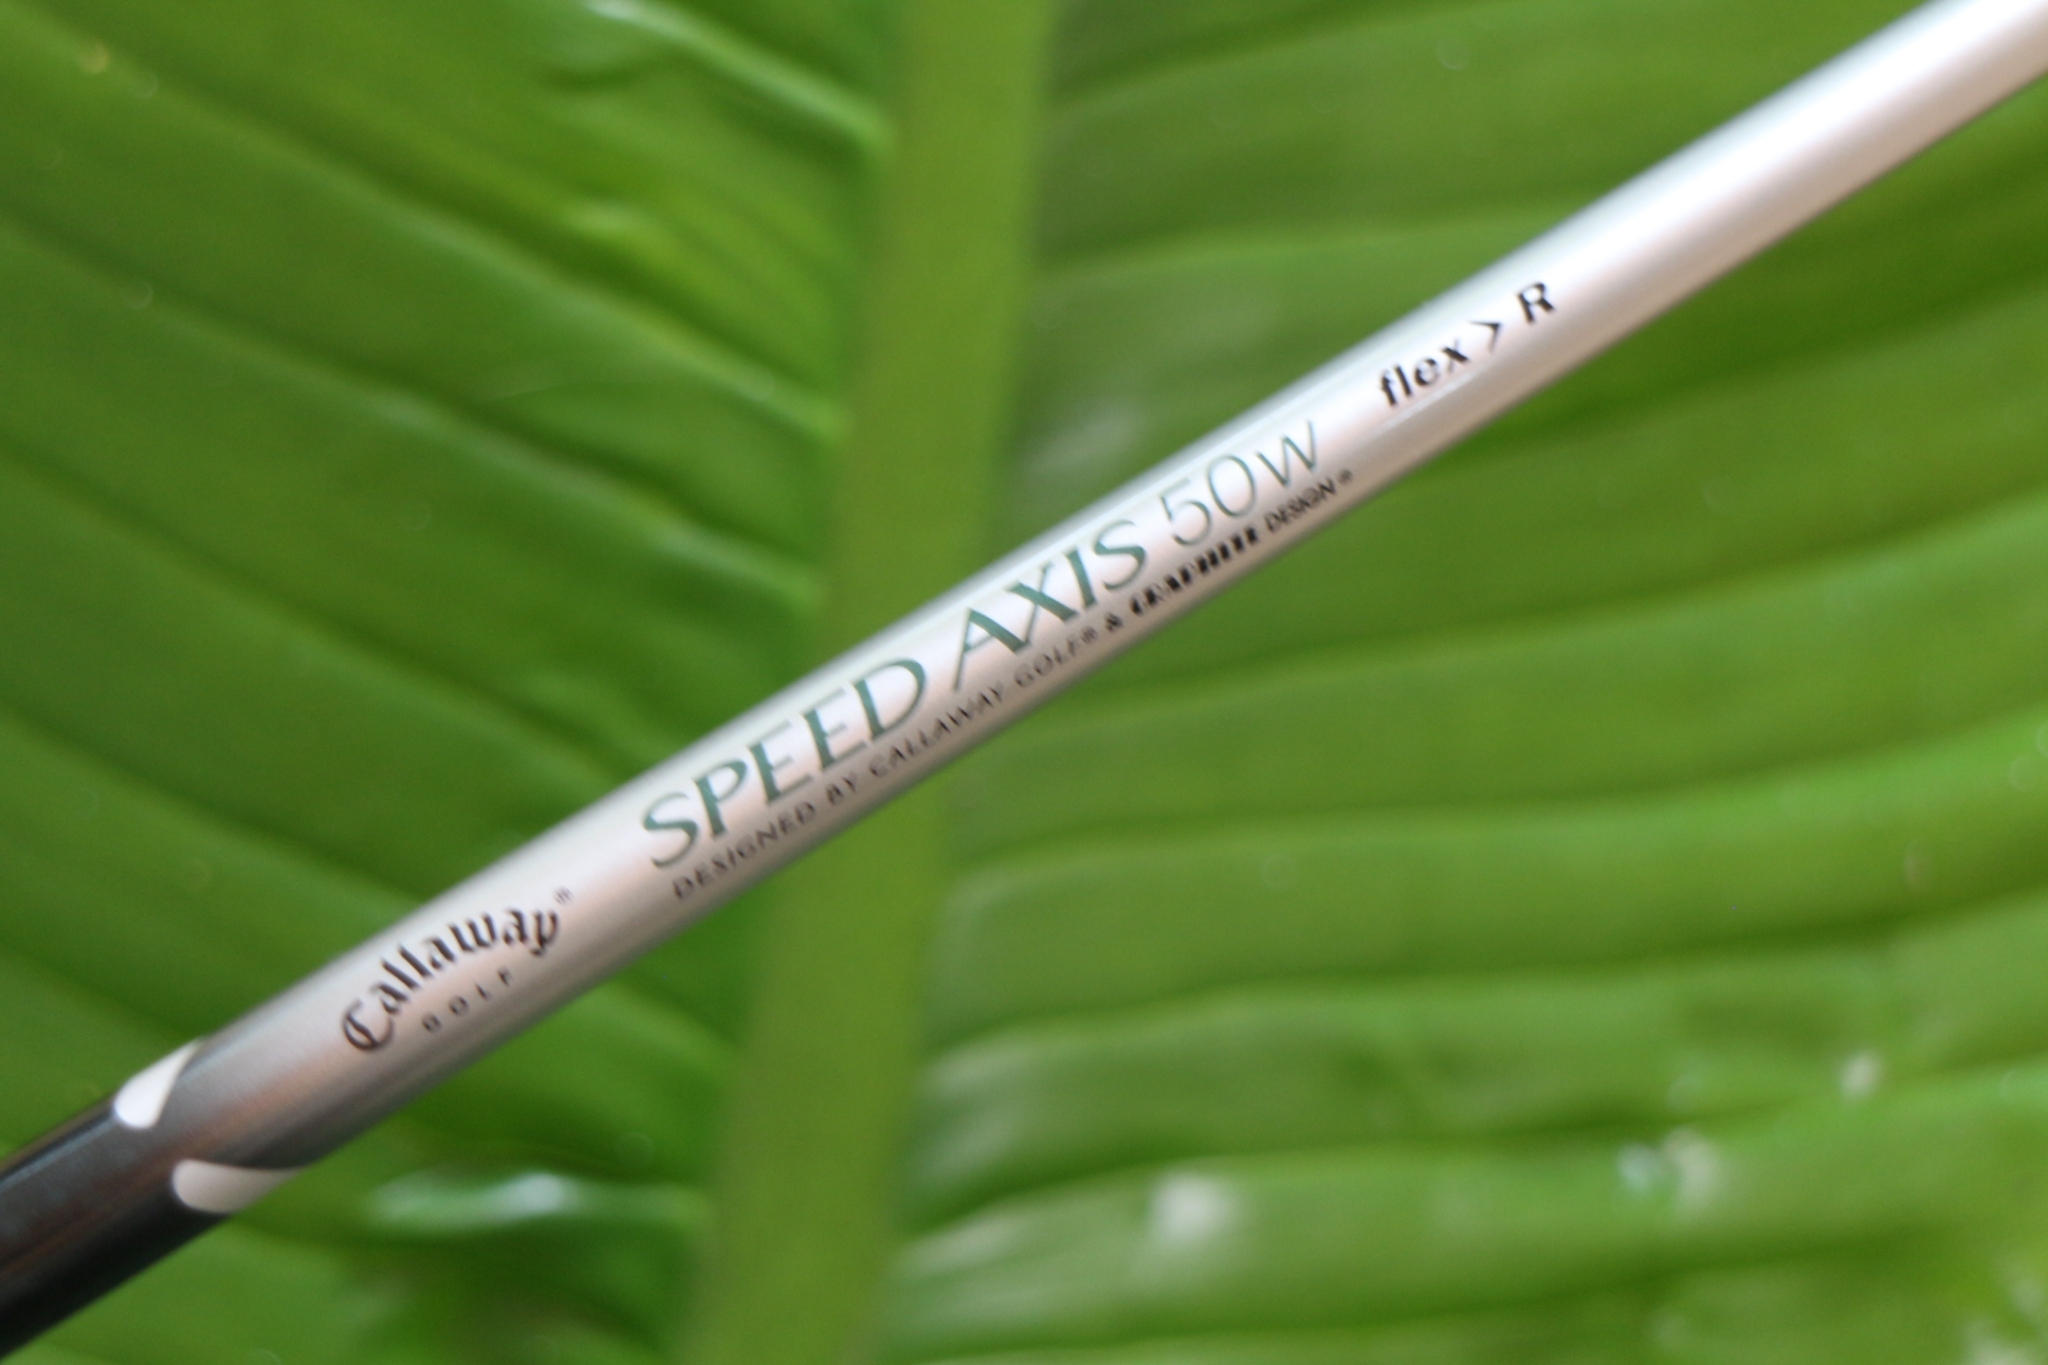 Callaway®
GOLF
SPEED AXIS 50w
DESIGNED BY CALLAWAY GOLF® & GRAPHITE DESIGN®
flex > R